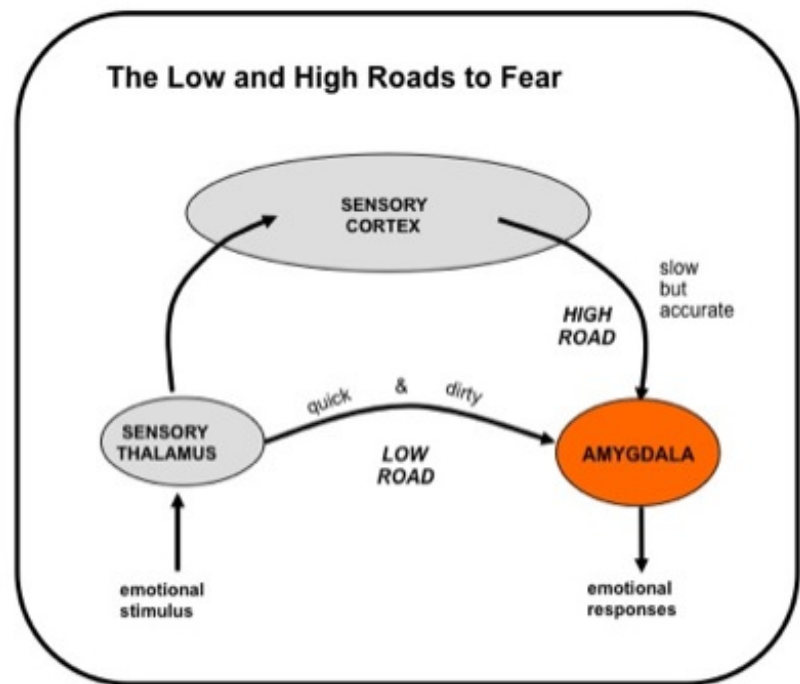 The Low and High Roads to Fear
SENSORY
CORTEX
slow
but
accurate
HIGH
ROAD
quick & dirty
LOW
ROAD
SENSORY
THALAMUS
AMYGDALA
emotional
stimulus
emotional
responses